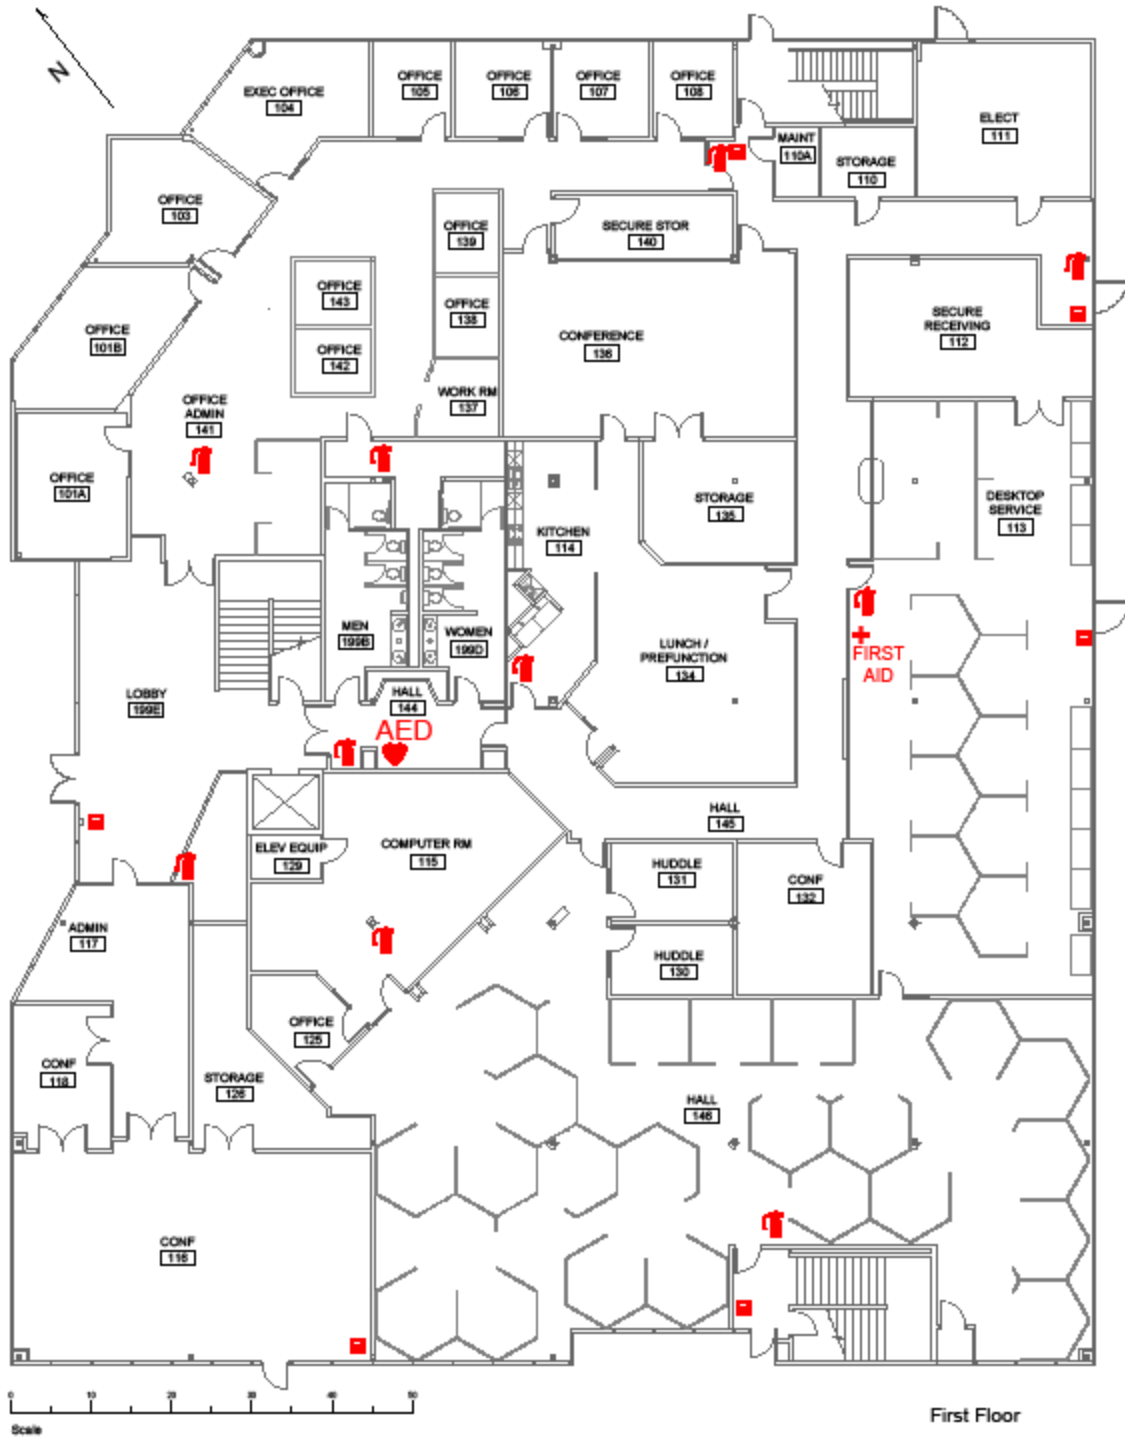 N
EXEC OFFICE
104
OFFICE
105
OFFICE
106
OFFICE
107
OFFICE
108
ELECT
111
MAINT
110A
STORAGE
110
OFFICE
103
OFFICE
139
SECURE STOR
140
OFFICE
143
OFFICE
138
SECURE
RECEIVING
112
OFFICE
101B
CONFERENCE
136
OFFICE
142
WORK RM
137
OFFICE
ADMIN
141
OFFICE
101A
STORAGE
135
DESKTOP
SERVICE
113
KITCHEN
114
MEN
199B
WOMEN
199D
LUNCH /
PREFUNCTION
134
FIRST
AID
LOBBY
199E
HALL
144
AED
HALL
145
ELEV EQUIP
129
COMPUTER RM
115
HUDDLE
131
CONF
132
ADMIN
117
HUDDLE
130
OFFICE
125
CONF
118
STORAGE
126
HALL
146
CONF
116
0 10 20 30 40 50
Scale
First Floor